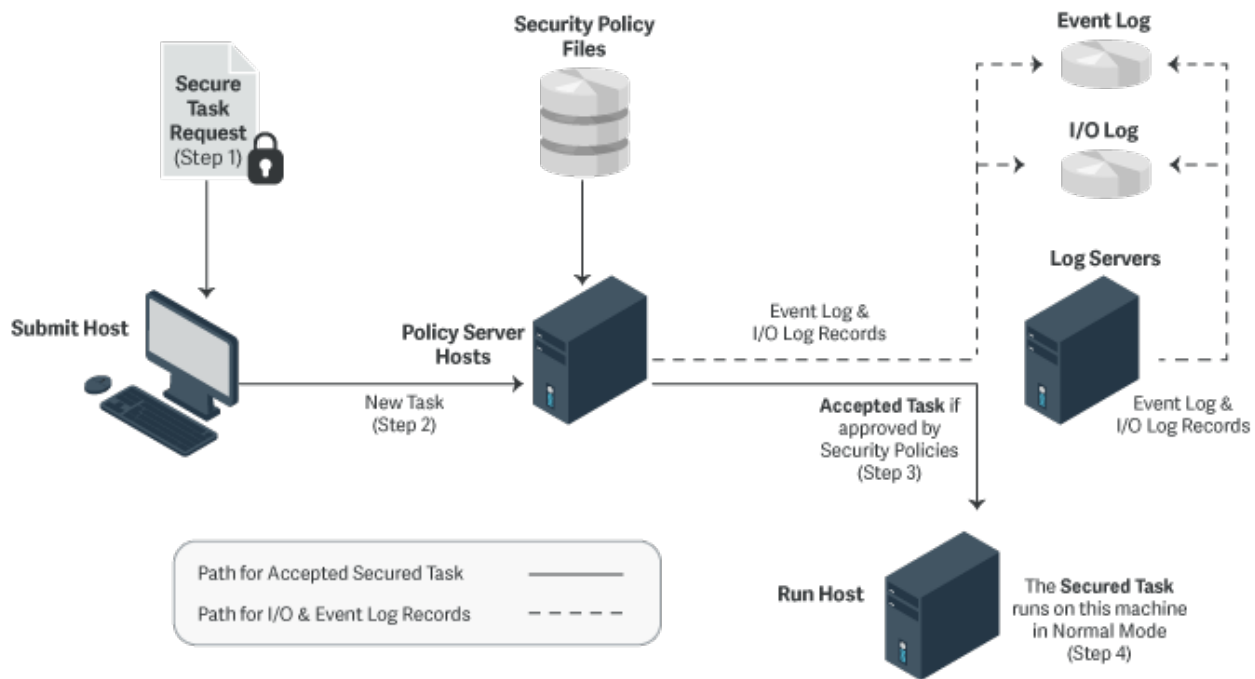 Secure
Task
Request
(Step 1)
Security Policy
Files
Event Log
I/O Log
Log Servers
Submit Host
Policy Server
Hosts
Event Log &
I/O Log Records
New Task
(Step 2)
Accepted Task if
approved by
Security Policies
(Step 3)
Event Log &
I/O Log Records
Path for Accepted Secured Task
Path for I/O & Event Log Records
Run Host
The Secured Task
runs on this machine
in Normal Mode
(Step 4)